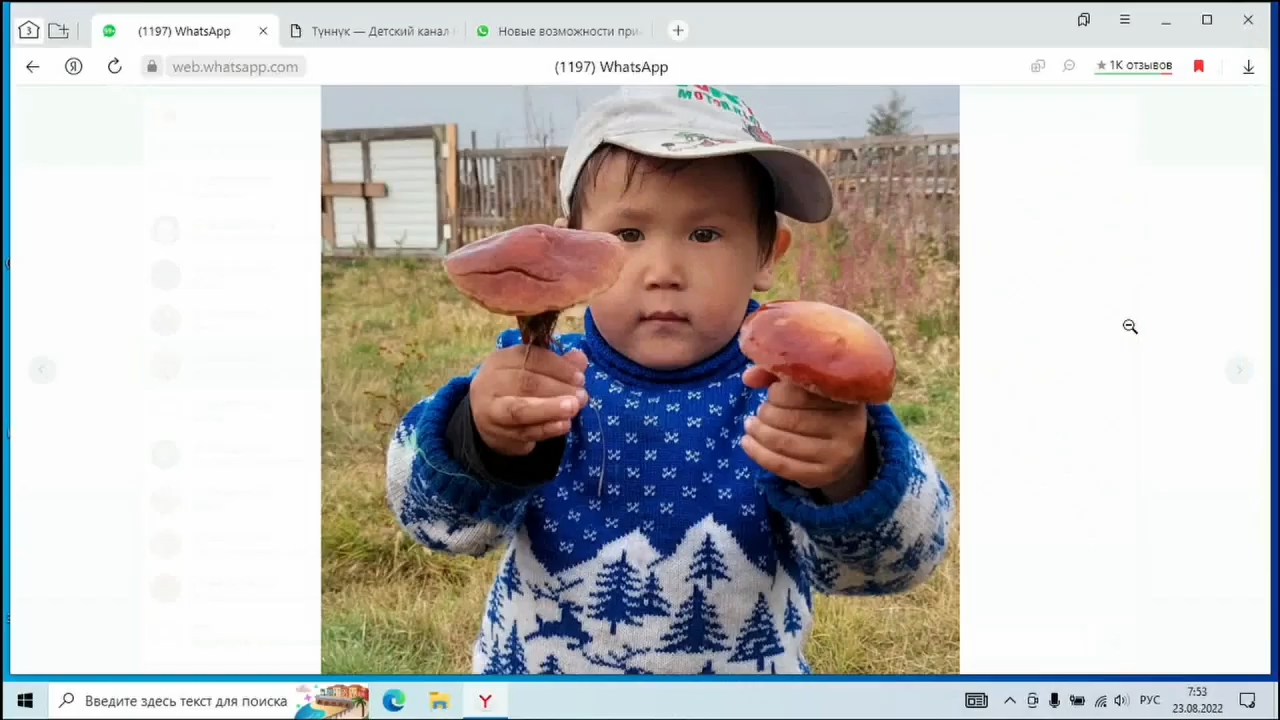 3
(1197) WhatsApp
Туннук — Детский канал
Новые возможности при
Я
web.whatsapp.com
(1197) WhatsApp
1К отзывов
Введите здесь текст для поиска
Y
РУС
7:53
23.08.2022